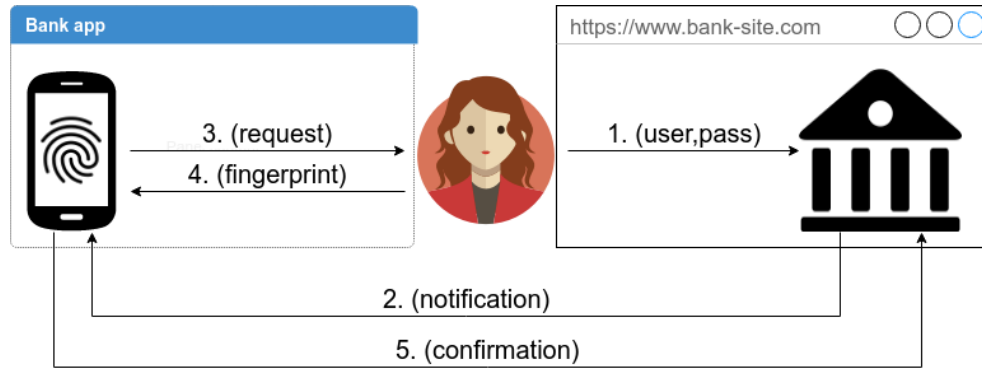 Bank app
https://www.bank-site.com
3. (request)
1. (user,pass)
4. (fingerprint)
2. (notification)
5. (confirmation)